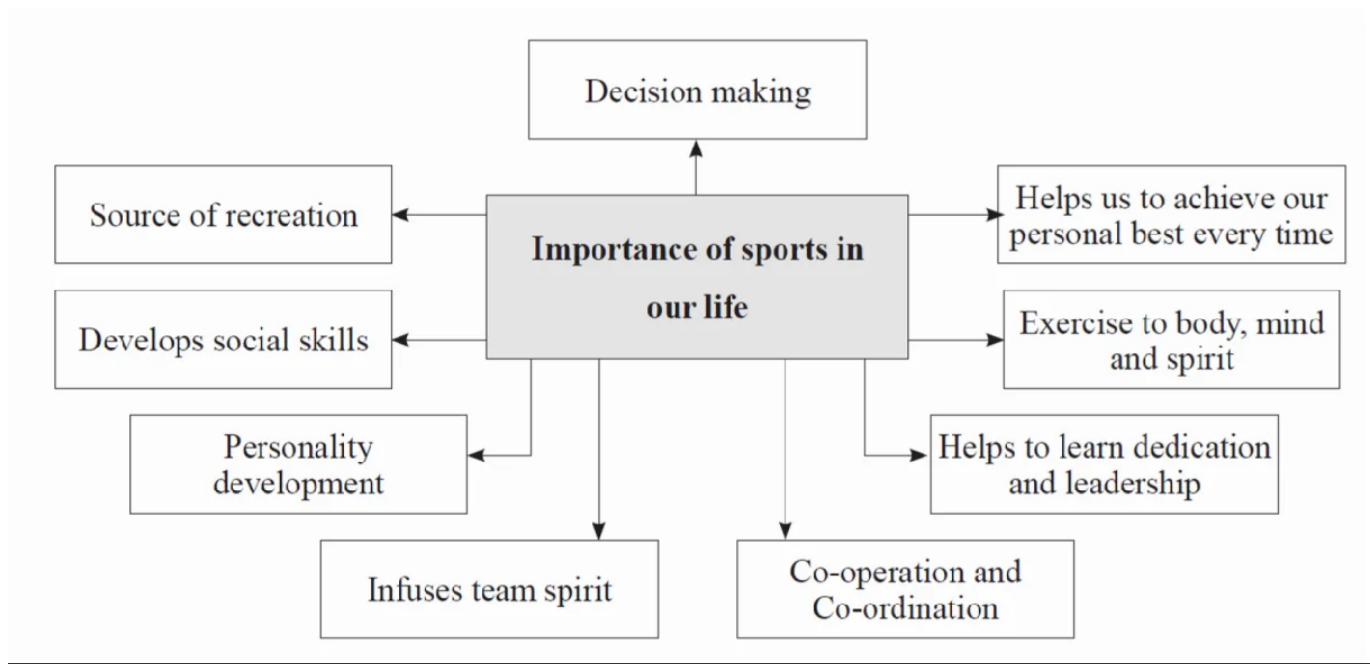 Decision making
Source of recreation
Importance of sports in
our life
Helps us to achieve our
personal best every time
Develops social skills
Exercise to body, mind
and spirit
Personality
development
Helps to learn dedication
and leadership
Infuses team spirit
Co-operation and
Co-ordination